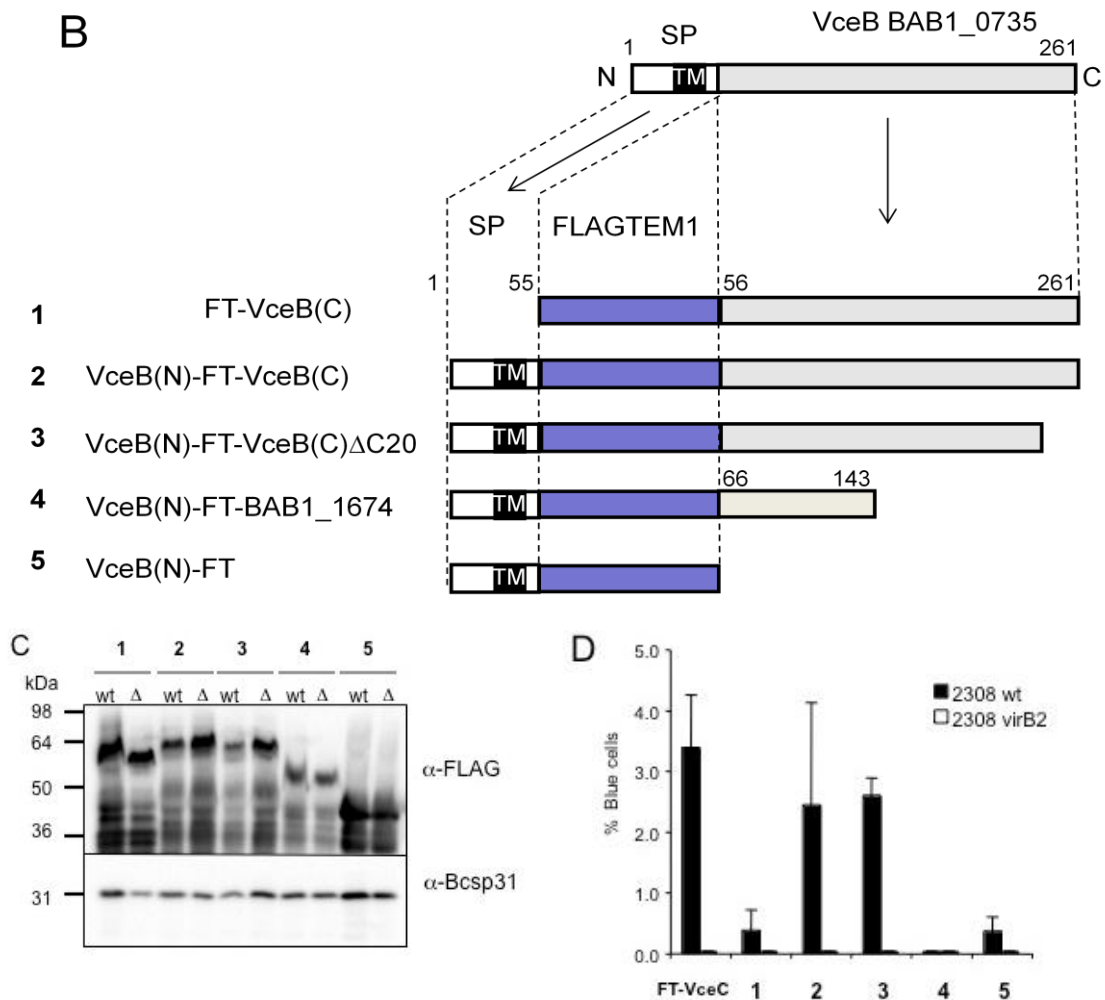 B
VceB BAB1_0735
SP
1
261
N
TM
C
SP
FLAGTEM1
1
55
56
261
1
FT-VceB(C)
2
VceB(N)-FT-VceB(C)
TM
3
VceB(N)-FT-VceB(C)ΔC20
TM
66
143
4
VceB(N)-FT-BAB1_1674
TM
5
VceB(N)-FT
TM
C
1 2 3 4 5
kDa
wt Δ wt Δ wt Δ wt Δ wt Δ
98
64
50
36
31
α-FLAG
α-Bcsp31
D
2308 wt
2308 virB2
% Blue cells
5.0
4.0
3.0
2.0
1.0
0.0
FT-VceC 1 2 3 4 5